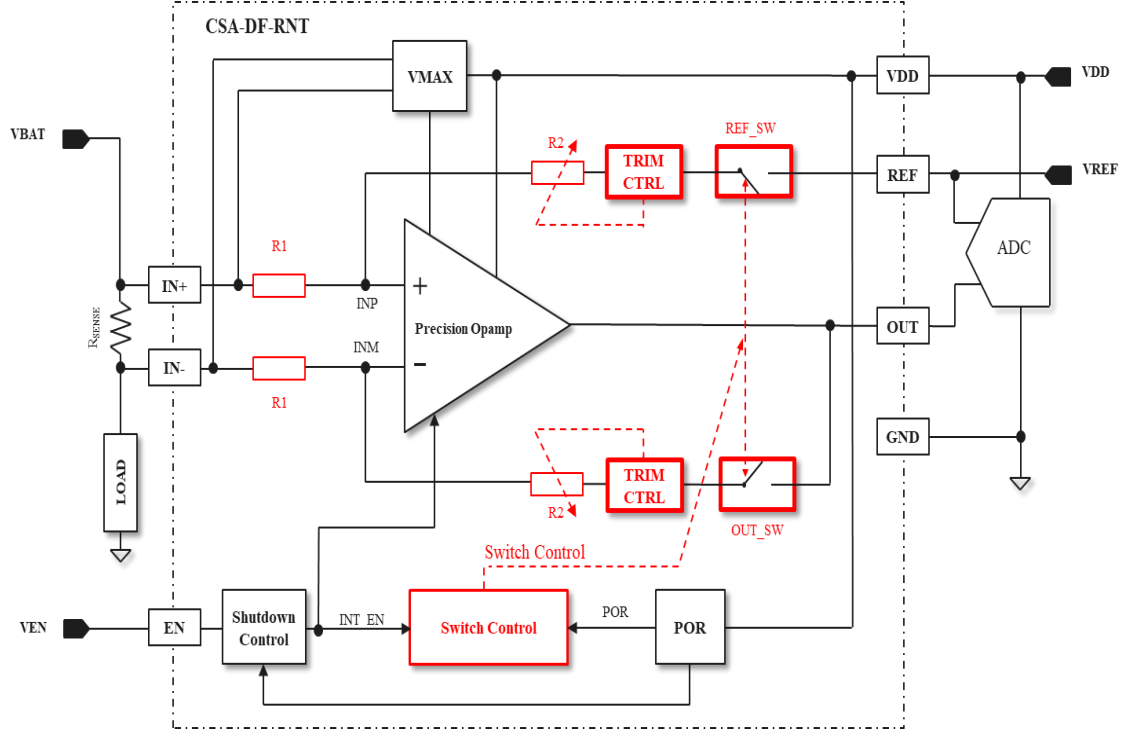 CSA-DF-RNT
VMAX
VDD
VDD
VBAT
REF_SW
R2
TRIM
CTRL
REF
VREF
ADC
R1
IN+
+
INP
RSENSE
Precision Opamp
OUT
INM
IN-
-
R1
GND
LOAD
TRIM
CTRL
R2
OUT_SW
Switch Control
VEN
EN
Shutdown
Control
INT_EN
Switch Control
POR
POR